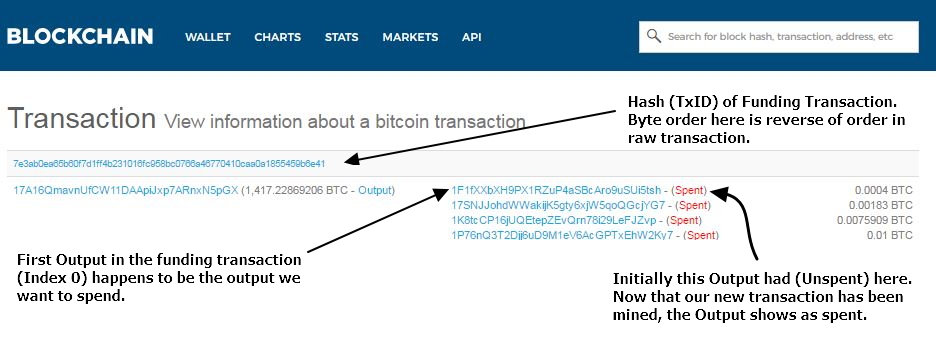 BLOCKCHAIN WALLET CHARTS STATS MARKETS API Search for block hash, transaction, address, etc
Hash (TxID) of Funding Transaction.
Byte order here is reverse of order in
raw transaction.
Transaction View information about a bitcoin transaction
7e3ab0ea65b60f7d1ff4b231016fc958bc0766a46770410caa0a1855459b6e41
17A16QmavnUfCW11DAApiJxp7ARnxN5pGX (1,417.22869206 BTC - Output)
1F1fXXbXH9PX1RZuP4aSBcAro9uSUi5tsh - (Spent) 0.0004 BTC
17SNJJohdWWakijK5gty6xjW5qoQGcjYG7 - (Spent) 0.00183 BTC
1K8tcCP16jUQEtepZEvQrn78i29LeFJZvp - (Spent) 0.0075909 BTC
1P76nQ3T2Djj6uD9M1eV6AcGPTxEhW2Ky7 - (Spent) 0.01 BTC
First Output in the funding transaction
(Index 0) happens to be the output we
want to spend.
Initially this Output had (Unspent) here.
Now that our new transaction has been
mined, the Output shows as spent.